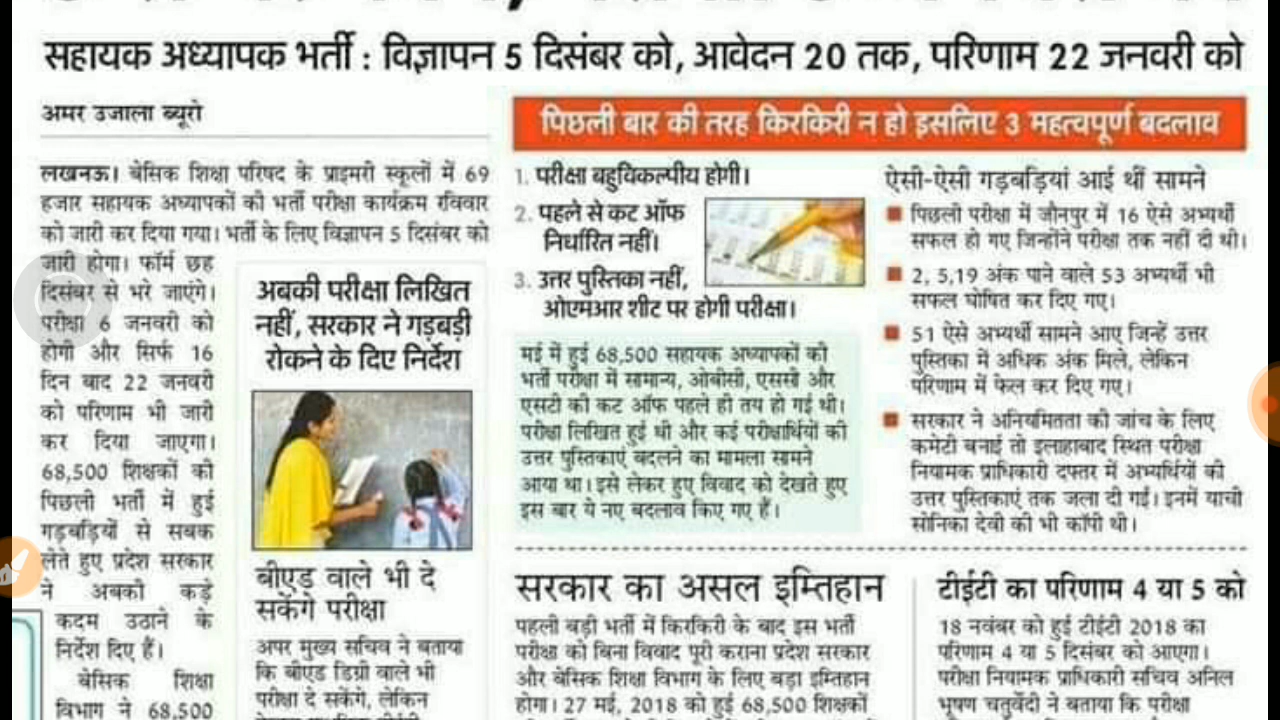 सहायक अध्यापक भर्ती : विज्ञापन 5 दिसंबर को, आवेदन 20 तक, परिणाम 22 जनवरी को
अमर उजाला ब्यूरो
लखनऊ। बेसिक शिक्षा परिषद के प्राइमरी स्कूलों में 69
हजार सहायक अध्यापकों की भर्ती परीक्षा कार्यक्रम रविवार
को जारी कर दिया गया। भर्ती के लिए विज्ञापन 5 दिसंबर को
जारी होगा। फॉर्म छह
दिसंबर से भरे जाएंगे।
परीक्षा 6 जनवरी को
होगी और सिर्फ 16
दिन बाद 22 जनवरी
को परिणाम भी जारी
कर दिया जाएगा।
68,500 शिक्षकों की
पिछली भर्ती में हुई
गड़बड़ियों से सबक
लेते हुए प्रदेश सरकार
ने अबकी कड़े
कदम उठाने के
निर्देश दिए हैं।
बेसिक शिक्षा
विभाग ने 68,500
अबकी परीक्षा लिखित
नहीं, सरकार ने गड़बड़ी
रोकने के दिए निर्देश
बीएड वाले भी दे
सकेंगे परीक्षा
अपर मुख्य सचिव ने बताया
कि बीएड डिग्री वाले भी
परीक्षा दे सकेंगे, लेकिन
पिछली बार की तरह किरकिरी न हो इसलिए 3 महत्वपूर्ण बदलाव
1. परीक्षा बहुविकल्पीय होगी।
2. पहले से कट ऑफ
निर्धारित नहीं।
3. उत्तर पुस्तिका नहीं,
ओएमआर शीट पर होगी परीक्षा।
मई में हुई 68,500 सहायक अध्यापकों की
भर्ती परीक्षा में सामान्य, ओबीसी, एससी और
एसटी की कट ऑफ पहले ही तय हो गई थी।
परीक्षा लिखित हुई थी और कई परीक्षार्थियों की
उत्तर पुस्तिकाएं बदलने का मामला सामने
आया था। इसे लेकर हुए विवाद को देखते हुए
इस बार ये नए बदलाव किए गए हैं।
ऐसी-ऐसी गड़बड़ियां आई थीं सामने
पिछली परीक्षा में जौनपुर में 16 ऐसे अभ्यर्थी
सफल हो गए जिन्होंने परीक्षा तक नहीं दी थी।
2, 5,19 अंक पाने वाले 53 अभ्यर्थी भी
सफल घोषित कर दिए गए।
51 ऐसे अभ्यर्थी सामने आए जिन्हें उत्तर
पुस्तिका में अधिक अंक मिले, लेकिन
परिणाम में फेल कर दिए गए।
सरकार ने अनियमितता की जांच के लिए
कमेटी बनाई तो इलाहाबाद स्थित परीक्षा
नियामक प्राधिकारी दफ्तर में अभ्यर्थियों की
उत्तर पुस्तिकाएं तक जला दी गईं। इनमें याची
सोनिका देवी की भी कॉपी थी।
सरकार का असल इम्तिहान
पहली बड़ी भर्ती में किरकिरी के बाद इस भर्ती
परीक्षा को बिना विवाद पूरी कराना प्रदेश सरकार
और बेसिक शिक्षा विभाग के लिए बड़ा इम्तिहान
होगा। 27 मई, 2018 को हुई 68,500 शिक्षकों
टीईटी का परिणाम 4 या 5 को
18 नवंबर को हुई टीईटी 2018 का
परिणाम 4 या 5 दिसंबर को आएगा।
परीक्षा नियामक प्राधिकारी सचिव अनिल
भूषण चतुर्वेदी ने बताया कि परीक्षा